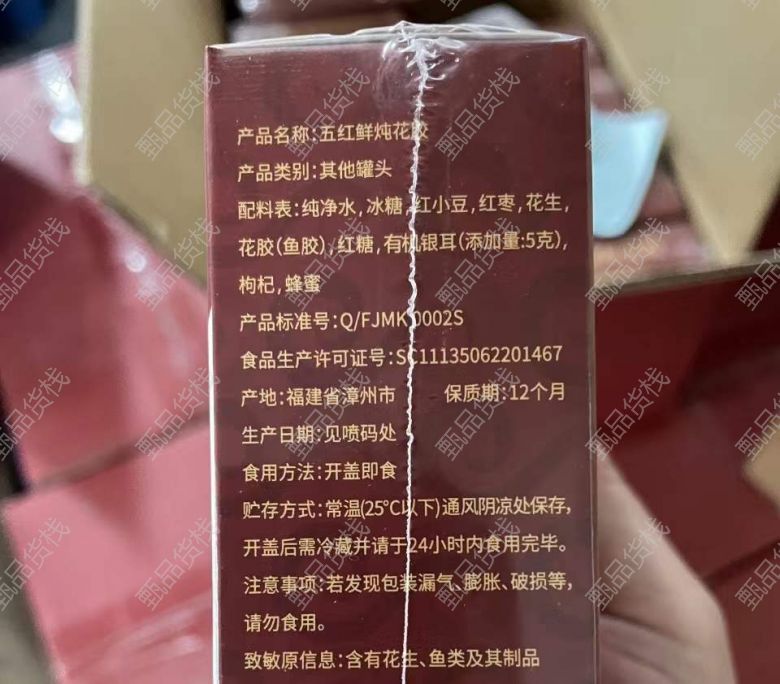 产品名称:五红鲜炖花胶
产品类别:其他罐头
配料表:纯净水,冰糖,红小豆,红枣,花生,
花胶(鱼胶),红糖,有机银耳(添加量:5克),
枸杞,蜂蜜
产品标准号:Q/FJMK 0002S
食品生产许可证号:SC11135062201467
产地:福建省漳州市 保质期:12个月
生产日期:见喷码处
食用方法:开盖即食
贮存方式:常温(25°C以下)通风阴凉处保存,
开盖后需冷藏并请于24小时内食用完毕。
注意事项:若发现包装漏气、膨胀、破损等,
请勿食用。
致敏原信息:含有花生、鱼类及其制品
甄品货栈